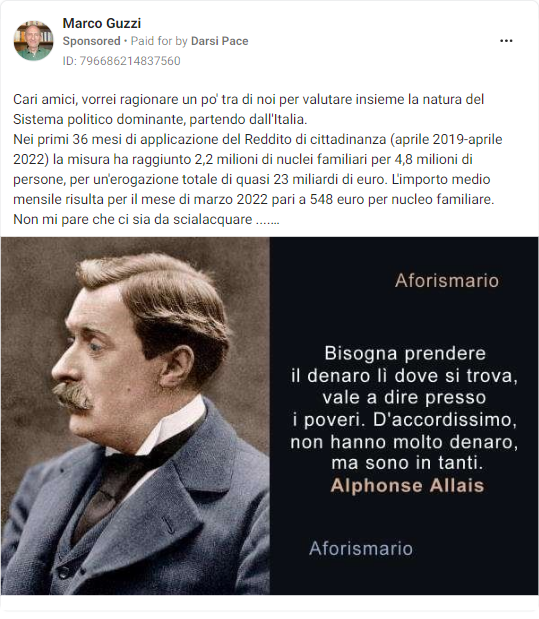 Marco Guzzi
Sponsored • Paid for by Darsi Pace
ID: 796686214837560
Cari amici, vorrei ragionare un po' tra di noi per valutare insieme la natura del
Sistema politico dominante, partendo dall'Italia.
Nei primi 36 mesi di applicazione del Reddito di cittadinanza (aprile 2019-aprile
2022) la misura ha raggiunto 2,2 milioni di nuclei familiari per 4,8 milioni di
persone, per un'erogazione totale di quasi 23 miliardi di euro. L'importo medio
mensile risulta per il mese di marzo 2022 pari a 548 euro per nucleo familiare.
Non mi pare che ci sia da scialacquare .......
Aforismario
Bisogna prendere
il denaro lì dove si trova,
vale a dire presso
i poveri. D'accordissimo,
non hanno molto denaro,
ma sono in tanti.
Alphonse Allais
Aforismario